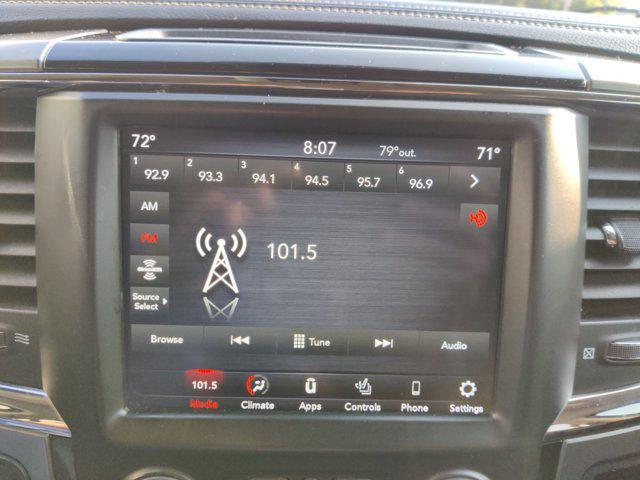 72° 8:07 79°out. 71°
1 2 3 4 5 6
92.9 93.3 94.1 94.5 95.7 96.9
AM
FM
101.5
siriusxm
Source
Select
Browse Tune Audio
101.5
Media Climate Apps Controls Phone Settings